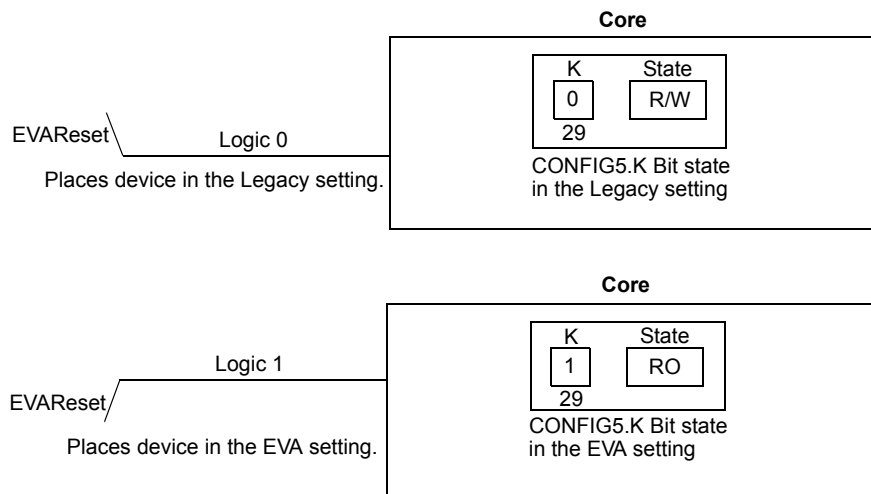 Core
K State
0 R/W
29
EVAReset
Logic 0
Places device in the Legacy setting.
CONFIG5.K Bit state
in the Legacy setting
Core
K State
1 RO
29
Logic 1
EVAReset
Places device in the EVA setting.
CONFIG5.K Bit state
in the EVA setting